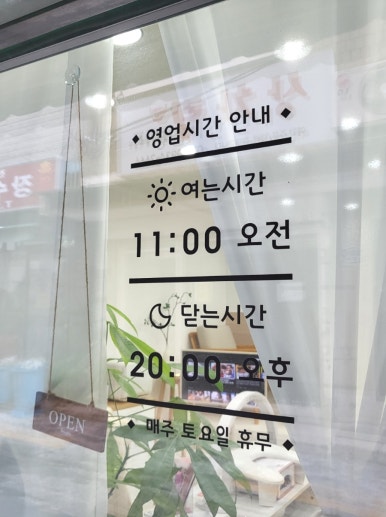 ◆ 영업시간 안내 ◆
여는시간
11:00 오전
닫는시간
20:00 오후
◆ 매주 토요일 휴무 ◆
OPEN